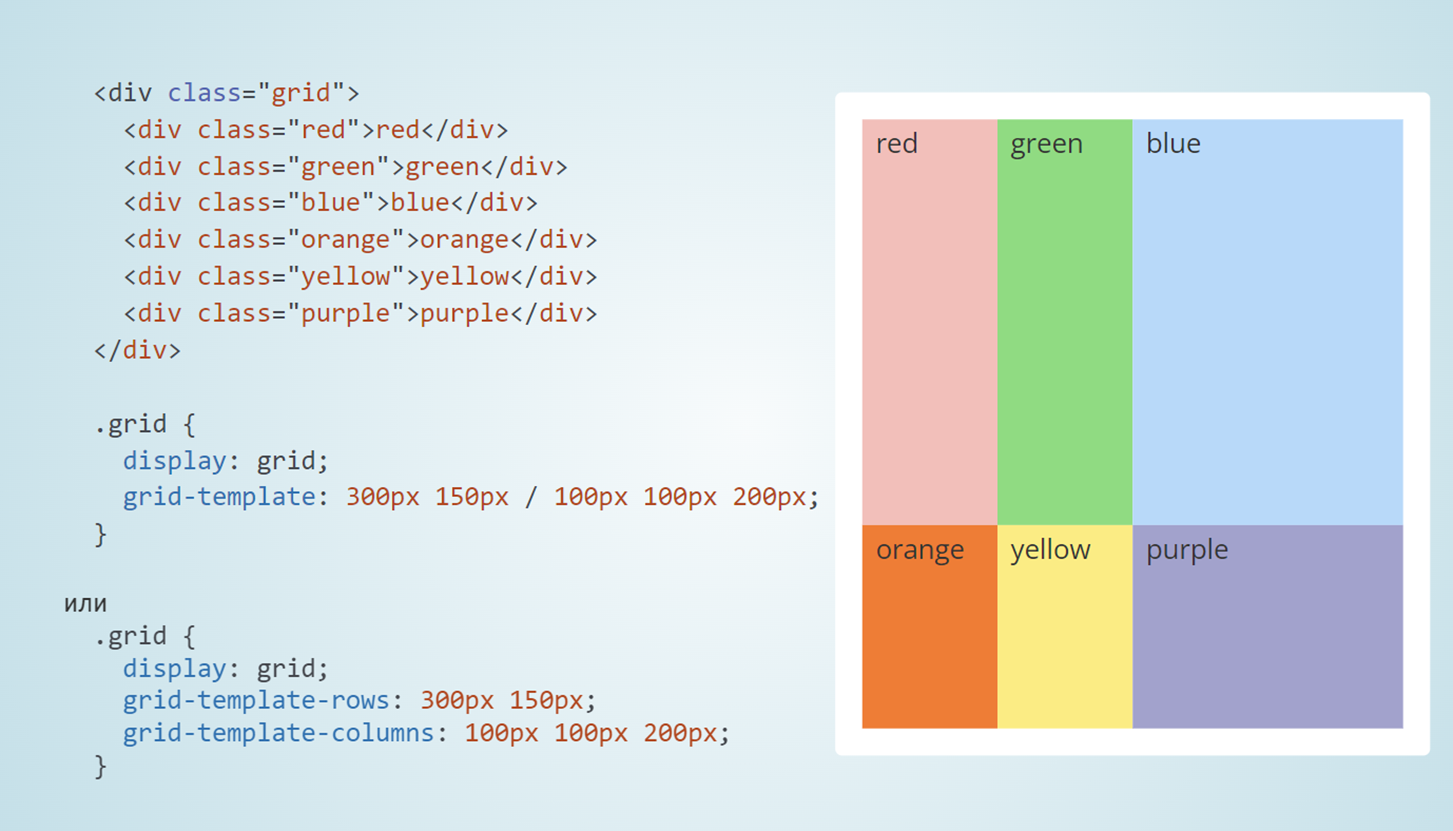 <div class="grid">
<div class="red">red</div>
<div class="green">green</div>
<div class="blue">blue</div>
<div class="orange">orange</div>
<div class="yellow">yellow</div>
<div class="purple">purple</div>
</div>
.grid {
display: grid;
grid-template: 300px 150px / 100px 100px 200px;
}
или
.grid {
display: grid;
grid-template-rows: 300px 150px;
grid-template-columns: 100px 100px 200px;
}
red green blue
orange yellow purple